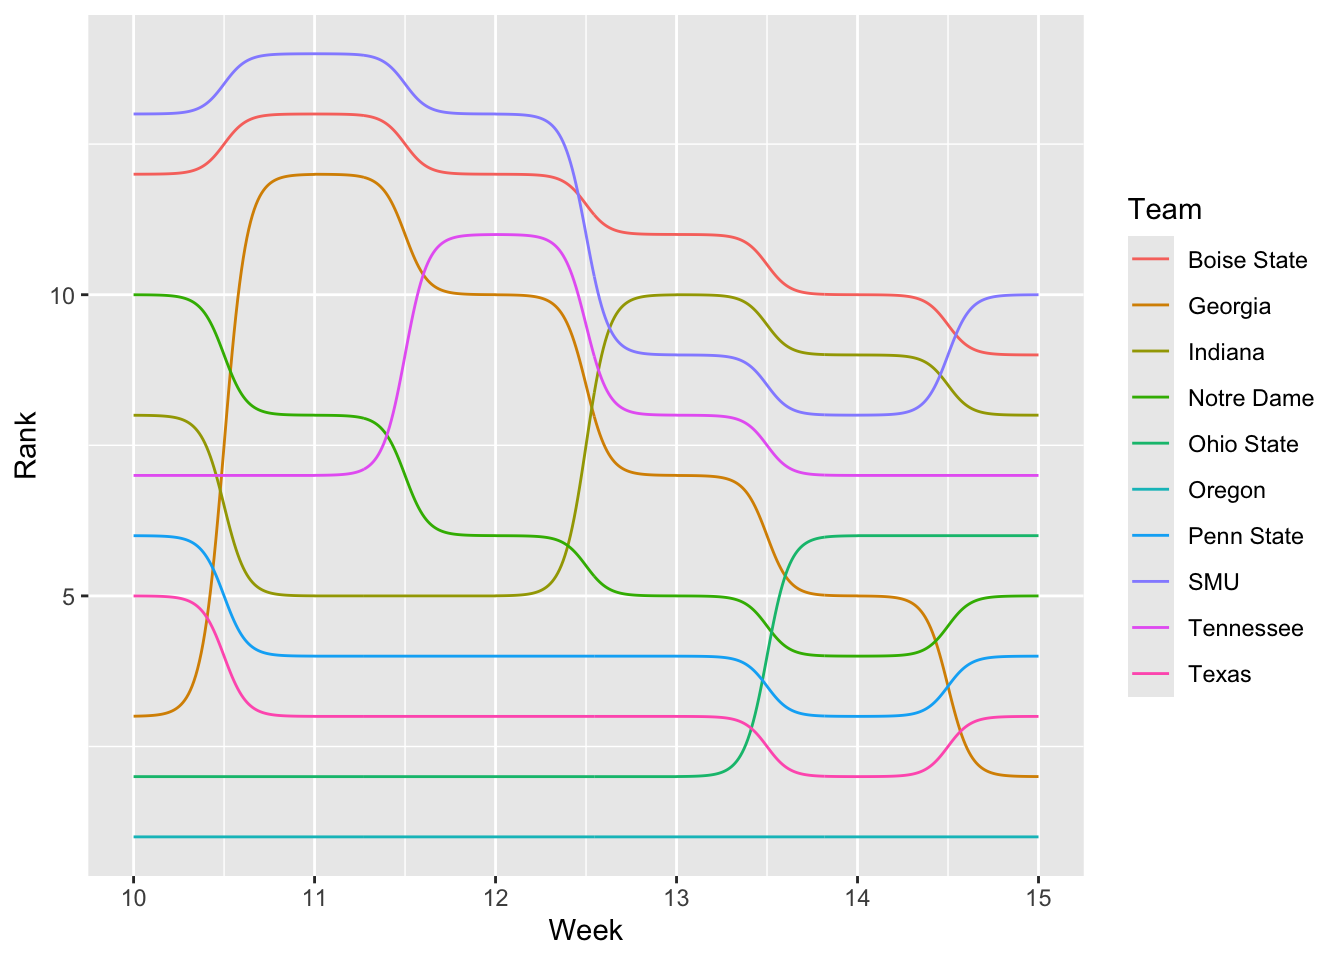 Rank
10
5
10 11 12 13 14 15
Week
Team
Boise State
Georgia
Indiana
Notre Dame
Ohio State
Oregon
Penn State
SMU
Tennessee
Texas